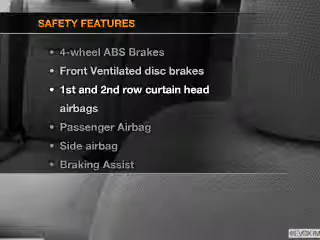 SAFETY FEATURES
• 4-wheel ABS Brakes
• Front Ventilated disc brakes
• 1st and 2nd row curtain head
airbags
• Passenger Airbag
• Side airbag
• Braking Assist